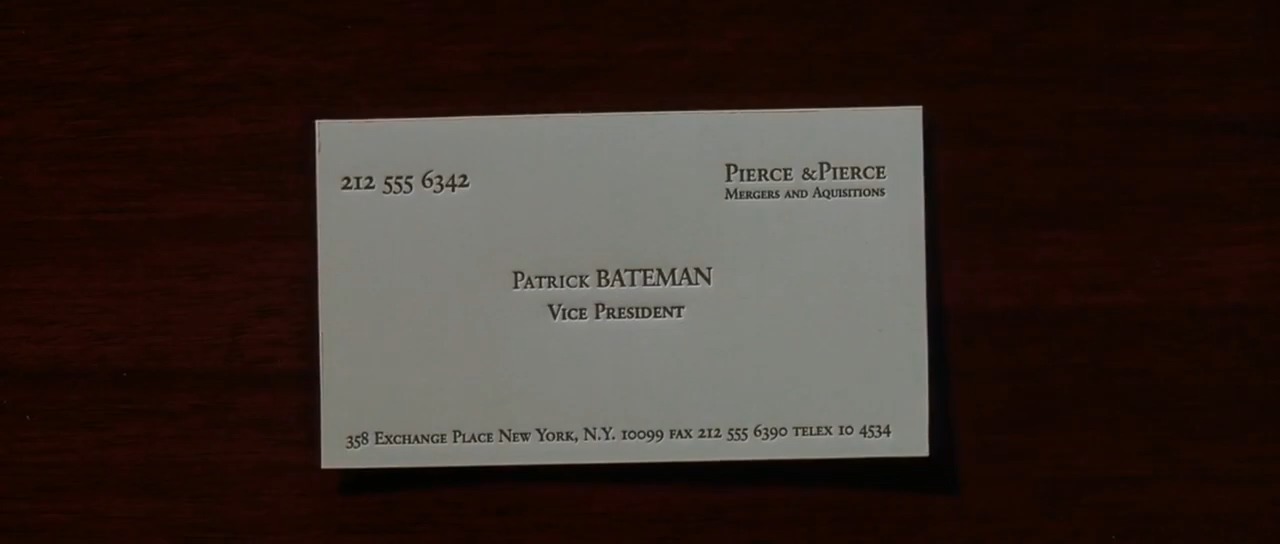 212 555 6342
PIERCE &PIERCE
MERGERS AND AQUISITIONS
PATRICK BATEMAN
VICE PRESIDENT
358 EXCHANGE PLACE NEW YORK, N.Y. 10099 FAX 212 555 6390 TELEX 10 4534